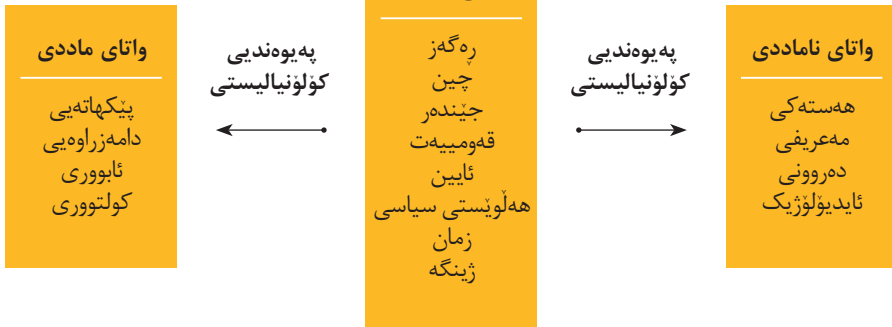 واتای ناماددی
هەستەکی
مەعریفی
دەروونی
ئایدیۆلۆژیک
پەیوەندیی
کۆلۆنیالیستی
ڕەگەز
چین
جێندەر
قەومییەت
ئایین
هەڵوێستی سیاسی
زمان
ژینگە
پەیوەندیی
کۆلۆنیالیستی
واتای ماددی
پێکهاتەیی
دامەزراوەیی
ئابووری
کولتووری